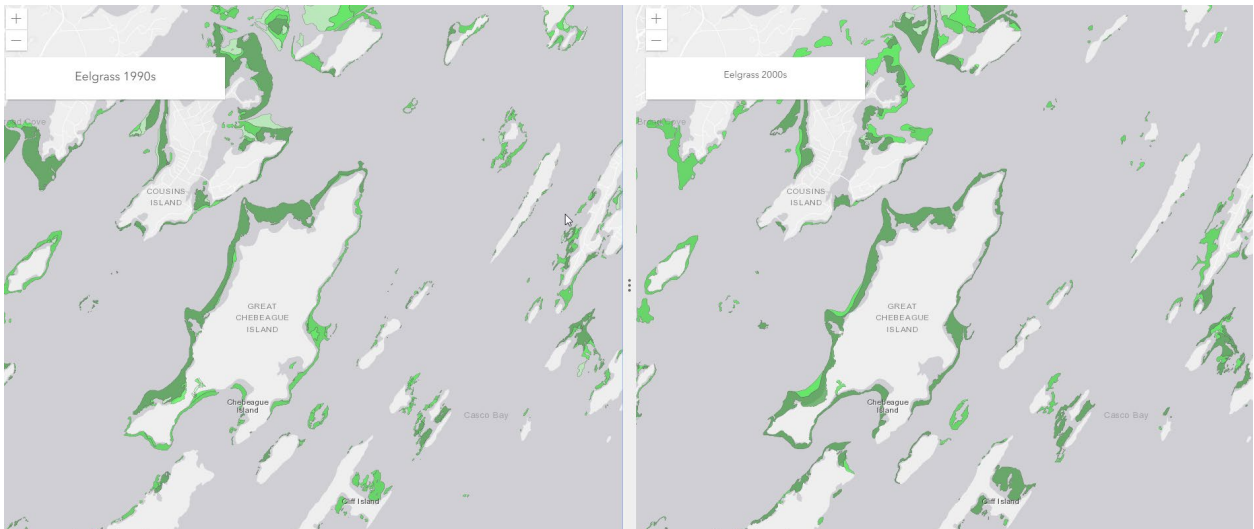 +
−
Eelgrass 1990s
COUSINS
ISLAND
GREAT
CHEBEAGUE
ISLAND
Chebeague
Island
Casco Bay
Cliff Island
+
−
Eelgrass 2000s
COUSINS
ISLAND
GREAT
CHEBEAGUE
ISLAND
Chebeague
Island
Casco Bay
Cliff Island